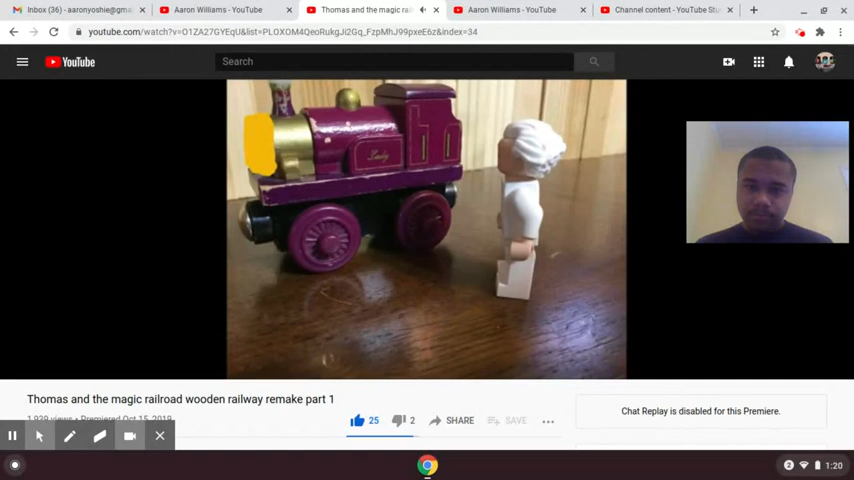 Inbox (36) - aaronyoshie@gma
Aaron Williams - YouTube
Thomas and the magic rail
Aaron Williams - YouTube
Channel content - YouTube Stu
youtube.com/watch?v=O1ZA27GYEqU&list=PLOXOM4QeoRukgJi2Gq_FzpMhJ99pxeE6z&index=34
YouTube
Search
Lady
Thomas and the magic railroad wooden railway remake part 1
1,939 views • Premiered Oct 15, 2019
25
2
SHARE
SAVE
Chat Replay is disabled for this Premiere.
2
1:20